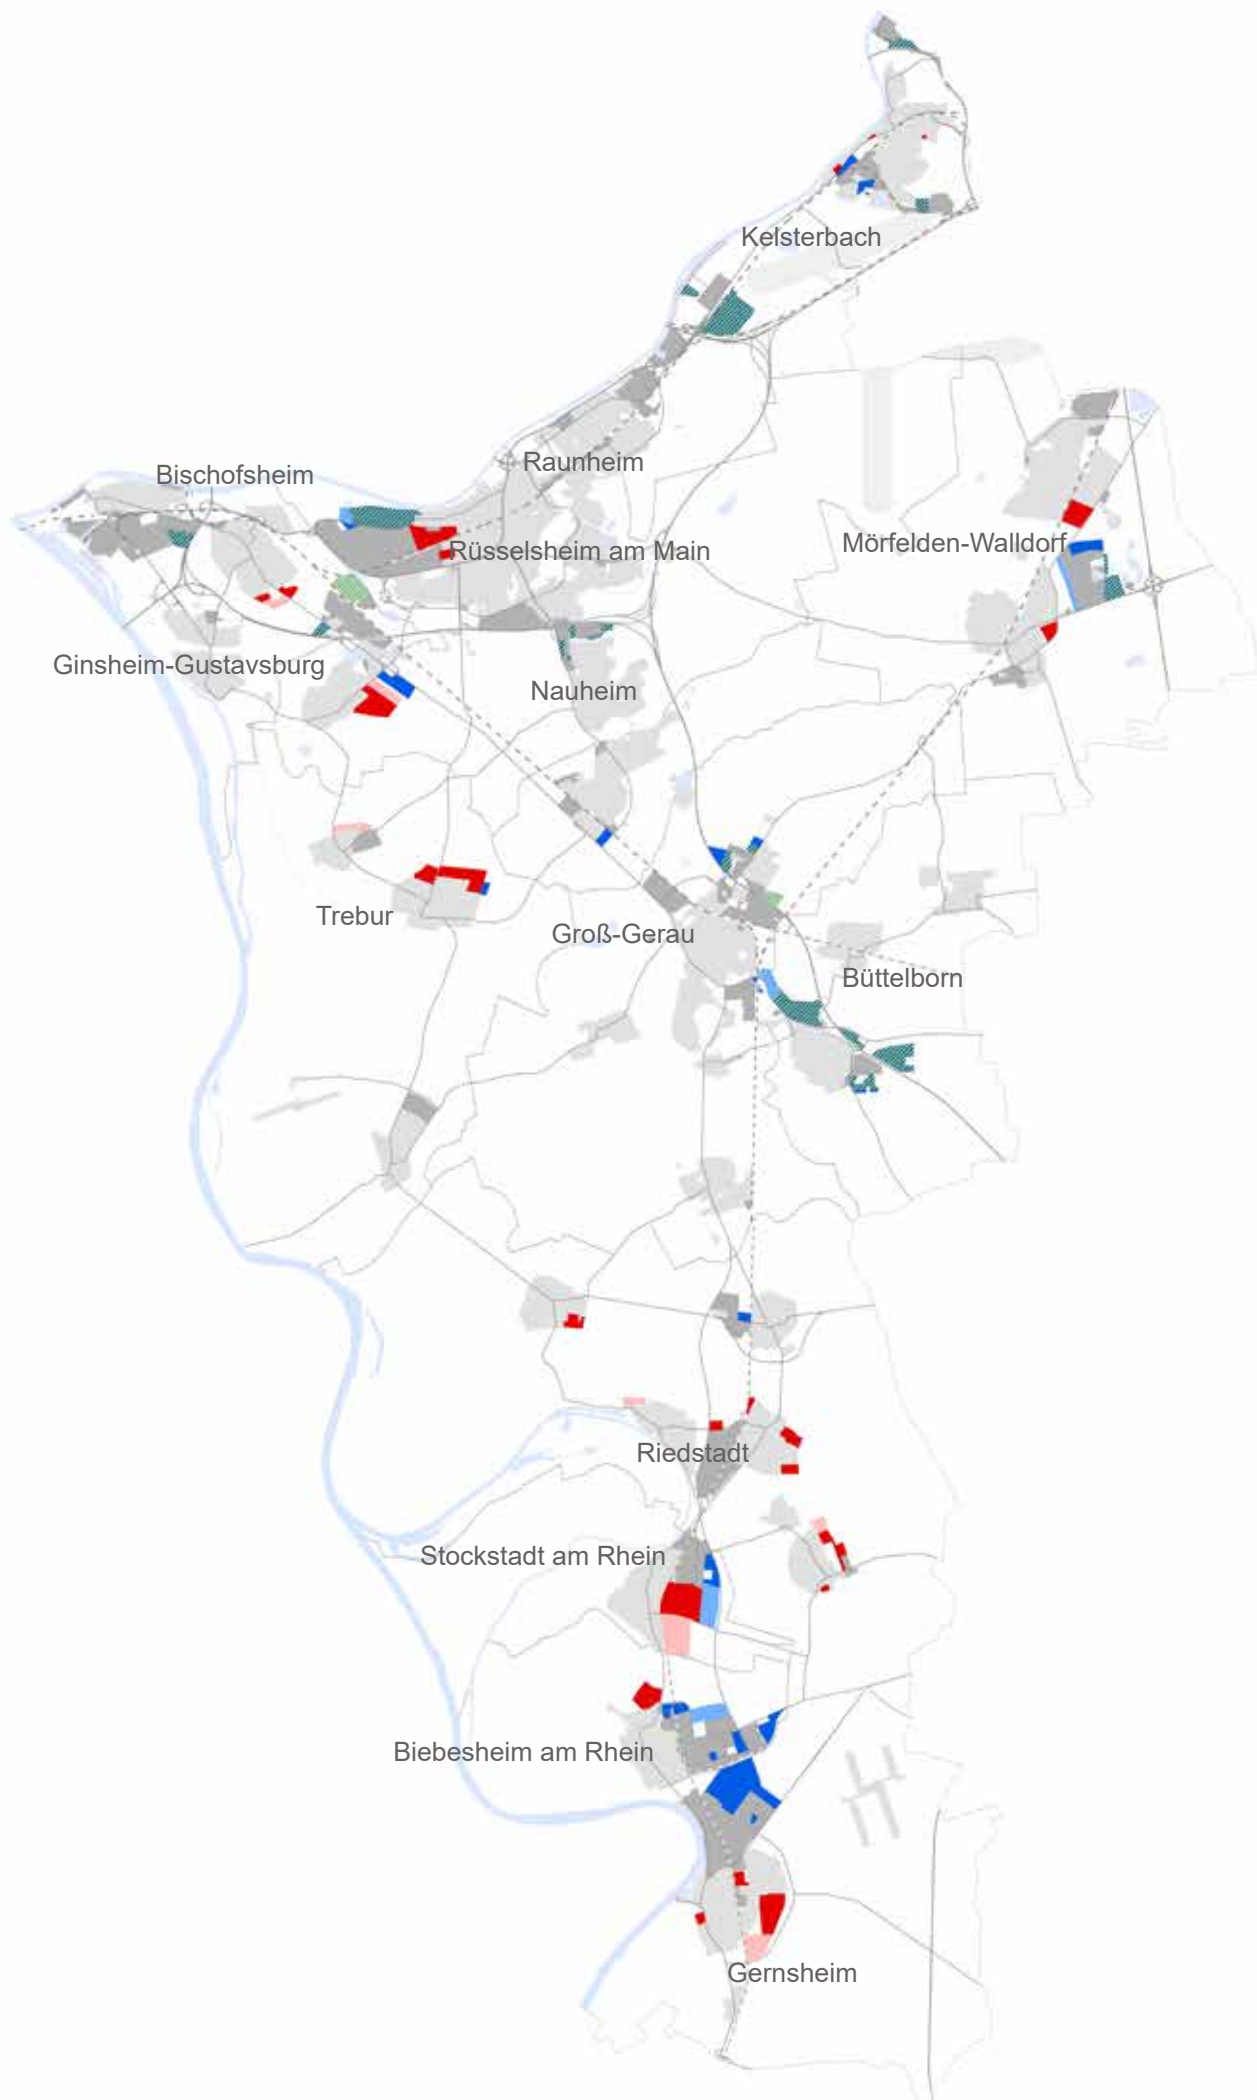 Kelsterbach
Raunheim
Bischofsheim
Mörfelden-Walldorf
Rüsselsheim am Main
Ginsheim-Gustavsburg
Nauheim
Trebur
Groß-Gerau
Büttelborn
Riedstadt
Stockstadt am Rhein
Biebesheim am Rhein
Gernsheim